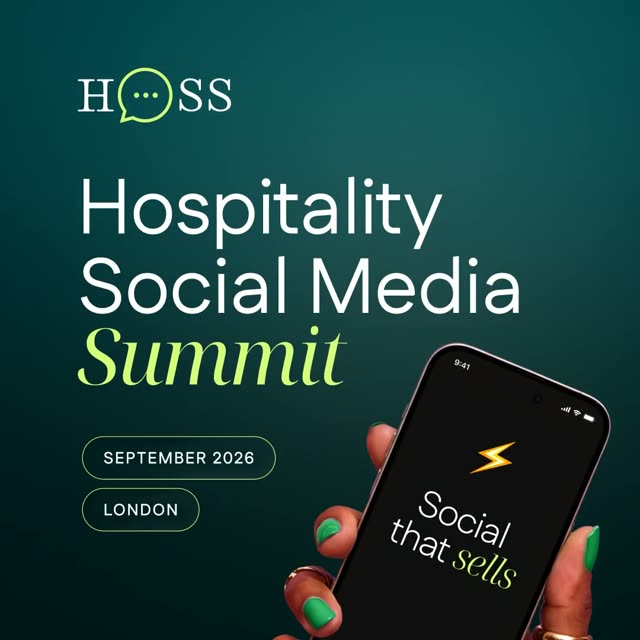 HOSS
Hospitality
Social Media
Summit
SEPTEMBER 2026
LONDON
9:41
Social
that sells